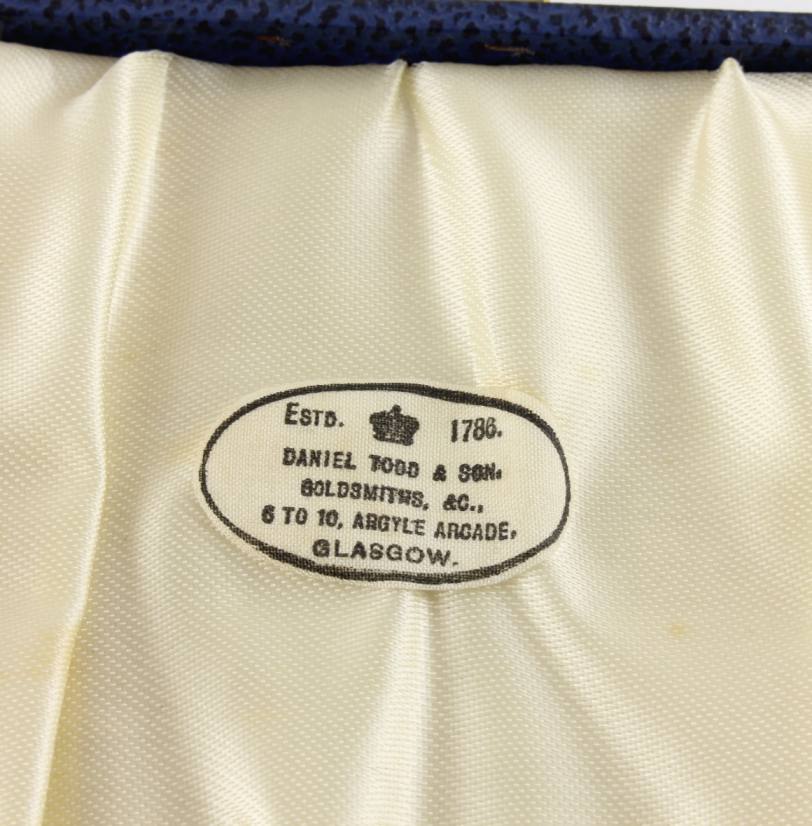 ESTD. 1786.
DANIEL TODD & SON.
GOLDSMITHS, &C.,
6 TO 10, ARGYLE ARCADE,
GLASGOW.